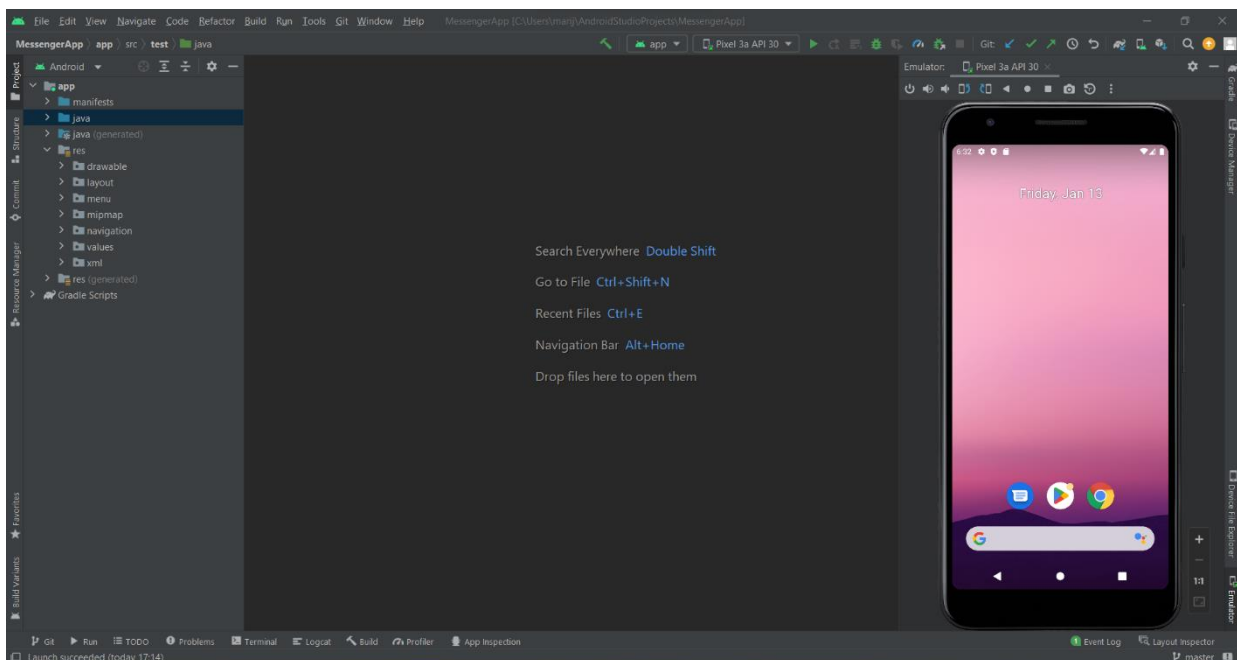 File Edit View Navigate Code Refactor Build Run Tools Git Window Help MessengerApp [C:\Users\marij\AndroidStudioProjects\MessengerApp]
MessengerApp app src test java
app Pixel 3a API 30 Git:
Project
Structure
Commit
Resource Manager
Favorites
Build Variants
Android
app
manifests
java
java (generated)
res
drawable
layout
menu
mipmap
navigation
values
xml
res (generated)
Gradle Scripts
Search Everywhere Double Shift
Go to File Ctrl+Shift+N
Recent Files Ctrl+E
Navigation Bar Alt+Home
Drop files here to open them
Emulator: Pixel 3a API 30
6:32
Friday, Jan 13
1:1
Gradle
Device Manager
Device File Explorer
Emulator
Git Run TODO Problems Terminal Logcat Build Profiler App Inspection
1 Event Log Layout Inspector
Launch succeeded (today 17:14) master